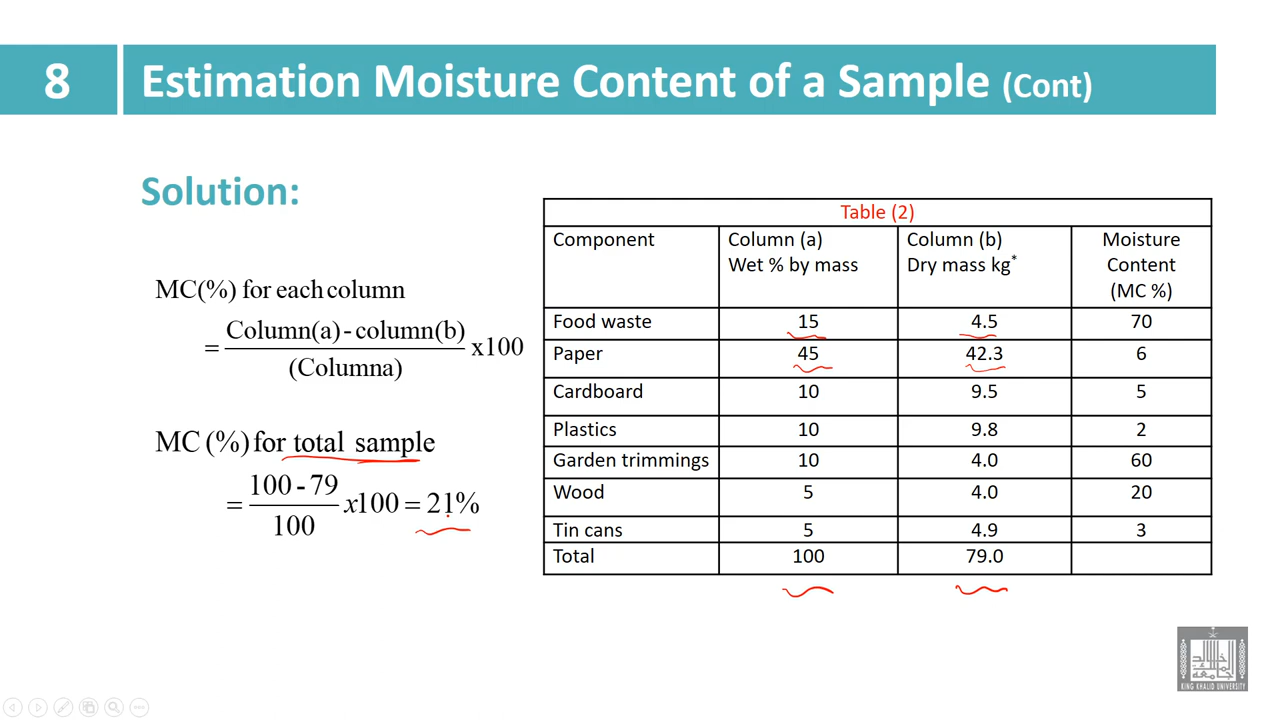 8
Estimation Moisture Content of a Sample (Cont)
Solution:
MC(%) for each column
= Column(a) - column(b) / (Columna) x100
MC (%) for total sample
= 100 - 79 / 100 x100 = 21%
Table (2)
Component | Column (a) Wet % by mass | Column (b) Dry mass kg* | Moisture Content (MC %)
Food waste | 15 | 4.5 | 70
Paper | 45 | 42.3 | 6
Cardboard | 10 | 9.5 | 5
Plastics | 10 | 9.8 | 2
Garden trimmings | 10 | 4.0 | 60
Wood | 5 | 4.0 | 20
Tin cans | 5 | 4.9 | 3
Total | 100 | 79.0
KING KHALID UNIVERSITY